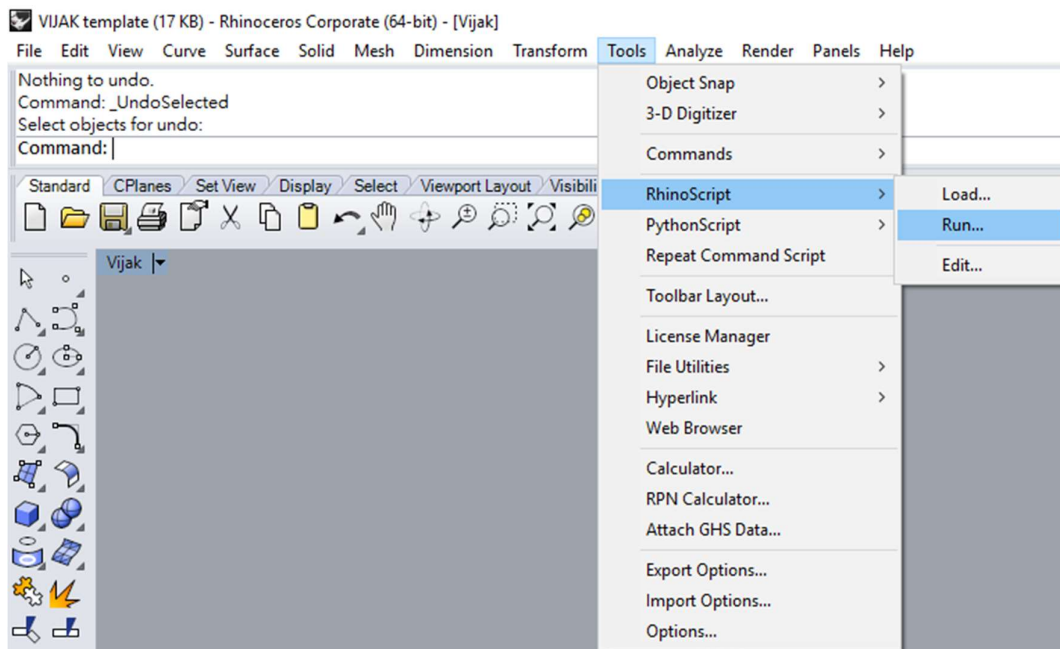 VIJAK template (17 KB) - Rhinoceros Corporate (64-bit) - [Vijak]
File Edit View Curve Surface Solid Mesh Dimension Transform Tools Analyze Render Panels Help
Nothing to undo.
Command: _UndoSelected
Select objects for undo:
Command:
Standard CPlanes Set View Display Select Viewport Layout Visibili
Vijak
Object Snap
3-D Digitizer
Commands
RhinoScript
PythonScript
Repeat Command Script
Toolbar Layout...
License Manager
File Utilities
Hyperlink
Web Browser
Calculator...
RPN Calculator...
Attach GHS Data...
Export Options...
Import Options...
Options...
Load...
Run...
Edit...